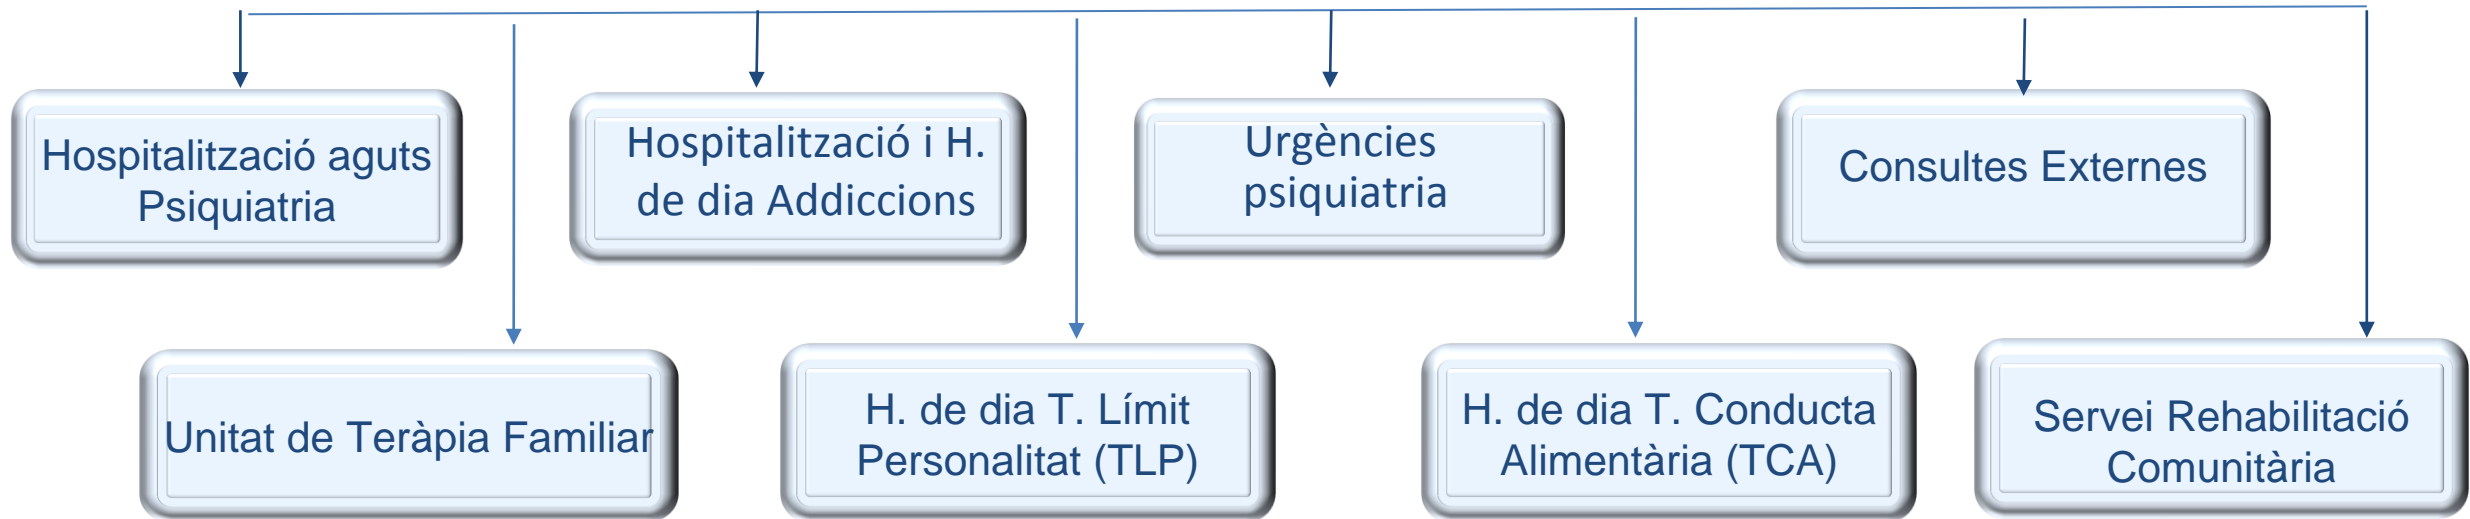 Hospitalització aguts
Psiquiatria
Hospitalització i H.
de dia Addiccions
Urgències
psiquiatria
Consultes Externes
Unitat de Teràpia Familiar
H. de dia T. Límit
Personalitat (TLP)
H. de dia T. Conducta
Alimentària (TCA)
Servei Rehabilitació
Comunitària